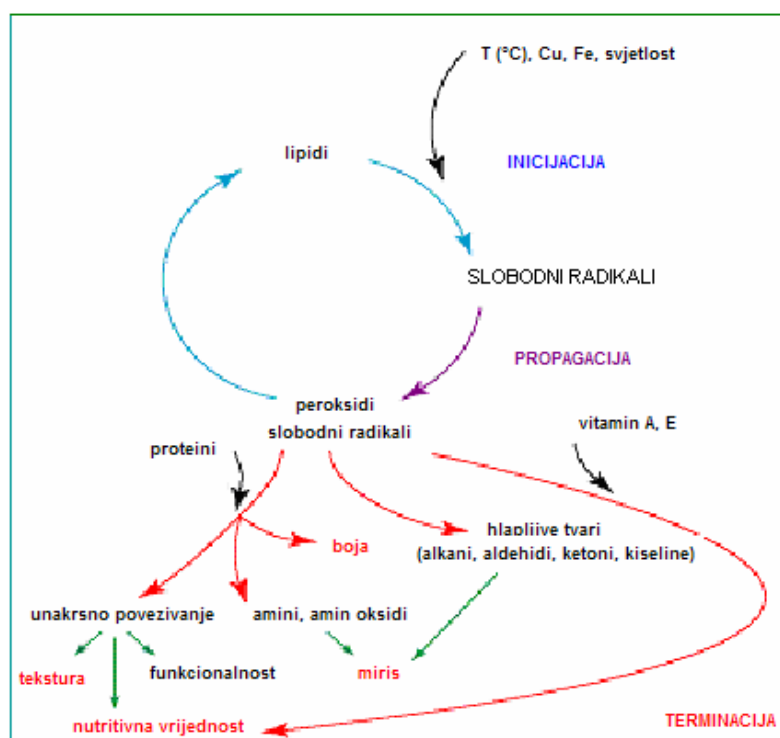 T (°C), Cu, Fe, svjetlost
lipidi
INICIJACIJA
SLOBODNI RADIKALI
PROPAGACIJA
peroksidi
slobodni radikali
vitamin A, E
proteini
hlapljive tvari
(alkani, aldehidi, ketoni, kiseline)
boja
unakrsno povezivanje
amini, amin oksidi
tekstura
funkcionalnost
miris
nutritivna vrijednost
TERMINACIJA